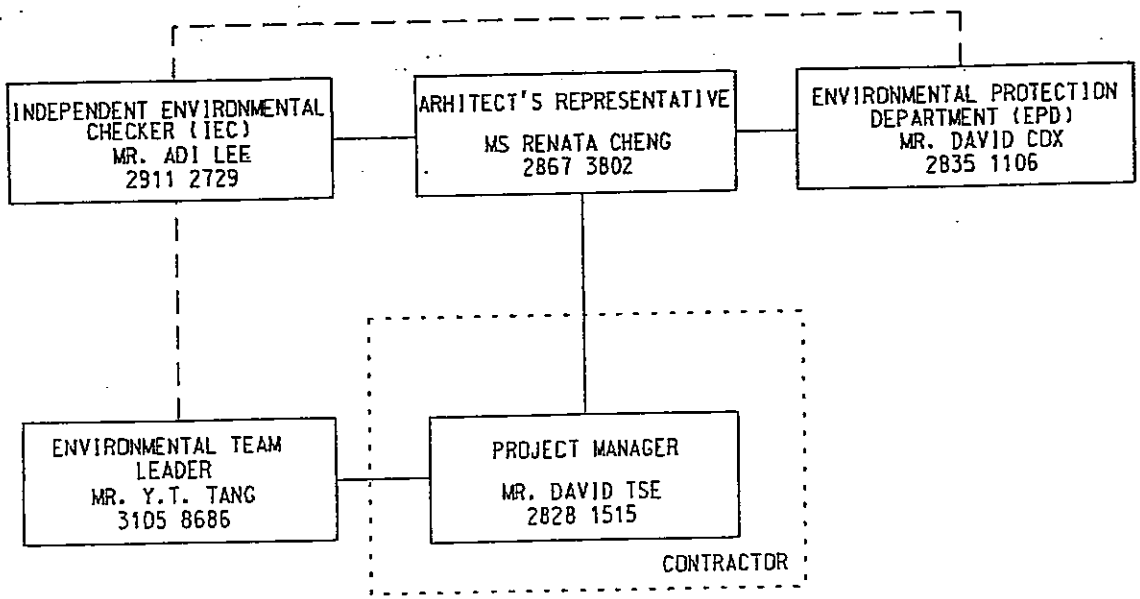 INDEPENDENT ENVIRONMENTAL
CHECKER (IEC)
MR. ADI LEE
2911 2729
ARHITECT'S REPRESENTATIVE
MS RENATA CHENG
2867 3802
ENVIRONMENTAL PROTECTION
DEPARTMENT (EPD)
MR. DAVID COX
2835 1106
ENVIRONMENTAL TEAM
LEADER
MR. Y.T. TANG
3105 8686
PROJECT MANAGER
MR. DAVID TSE
2828 1515
CONTRACTOR